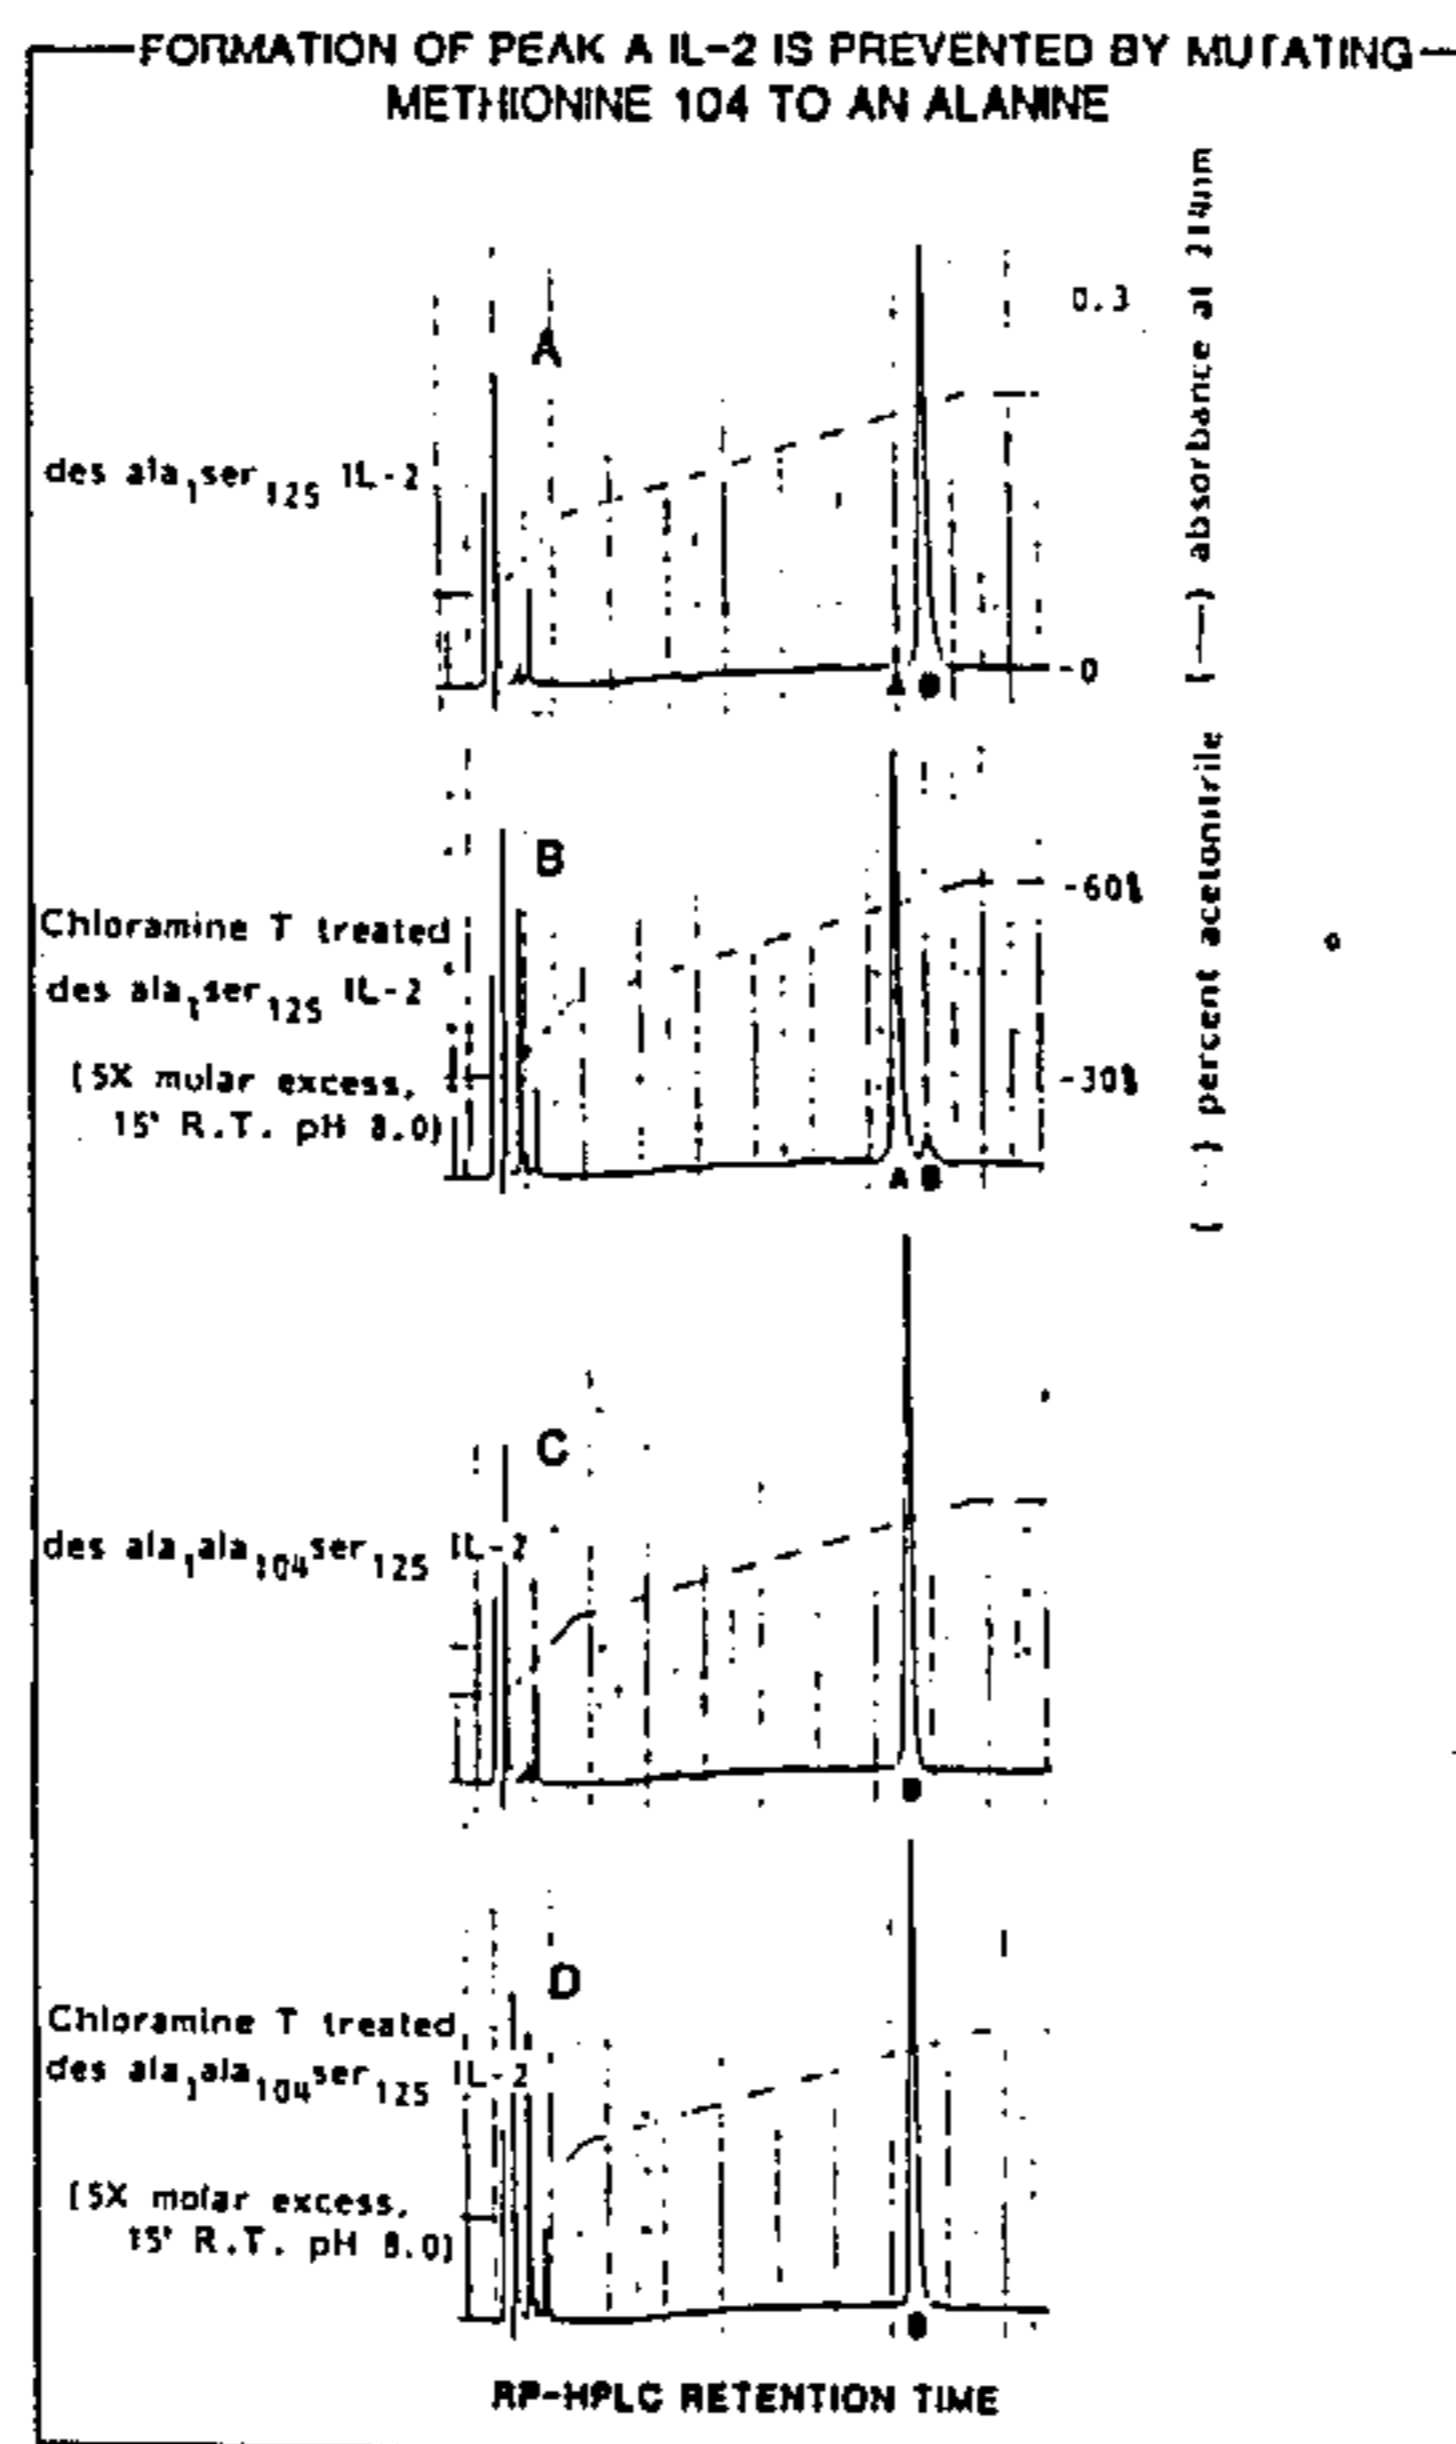 FORMATION OF PEAK A IL-2 IS PREVENTED BY MUTATING
METHIONINE 104 TO AN ALANINE
A
0.3
des ala1ser125 IL-2
-0
A B
(—) absorbance at 214nm
B
-60%
Chloramine T treated
des ala1ser125 IL-2
(5X molar excess,
15' R.T. pH 8.0)
-30%
A B
(---) percent acetonitrile
C
des ala1ala104ser125 IL-2
B
D
Chloramine T treated
des ala1ala104ser125 IL-2
(5X molar excess,
15' R.T. pH 8.0)
B
RP-HPLC RETENTION TIME